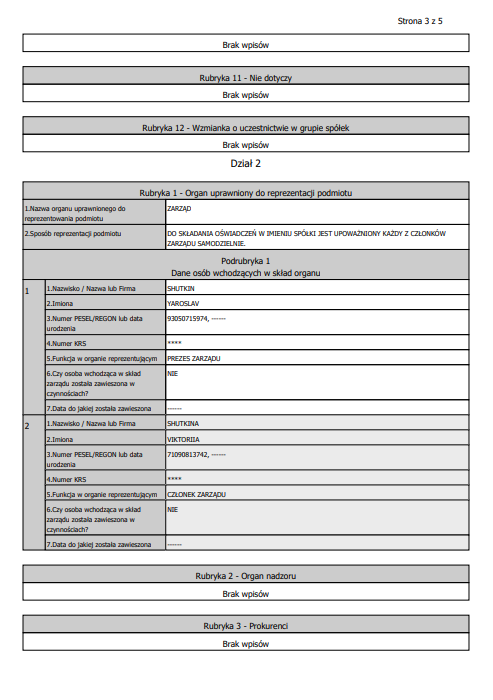 Strona 3 z 5
Brak wpisów
Rubryka 11 - Nie dotyczy
Brak wpisów
Rubryka 12 - Wzmianka o uczestnictwie w grupie spółek
Brak wpisów
Dział 2
Rubryka 1 - Organ uprawniony do reprezentacji podmiotu
1.Nazwa organu uprawnionego do
reprezentowania podmiotu
ZARZĄD
2.Sposób reprezentacji podmiotu
DO SKŁADANIA OŚWIADCZEŃ W IMIENIU SPÓŁKI JEST UPOWAŻNIONY KAŻDY Z CZŁONKÓW
ZARZĄDU SAMODZIELNIE.
Podrubryka 1
Dane osób wchodzących w skład organu
1
1.Nazwisko / Nazwa lub Firma
SHUTKIN
2.Imiona
YAROSLAV
3.Numer PESEL/REGON lub data
urodzenia
93050715974, ------
4.Numer KRS
****
5.Funkcja w organie reprezentującym
PREZES ZARZĄDU
6.Czy osoba wchodząca w skład
zarządu została zawieszona w
czynnościach?
NIE
7.Data do jakiej została zawieszona
------
2
1.Nazwisko / Nazwa lub Firma
SHUTKINA
2.Imiona
VIKTORIIA
3.Numer PESEL/REGON lub data
urodzenia
71090813742, ------
4.Numer KRS
****
5.Funkcja w organie reprezentującym
CZŁONEK ZARZĄDU
6.Czy osoba wchodząca w skład
zarządu została zawieszona w
czynnościach?
NIE
7.Data do jakiej została zawieszona
------
Rubryka 2 - Organ nadzoru
Brak wpisów
Rubryka 3 - Prokurenci
Brak wpisów